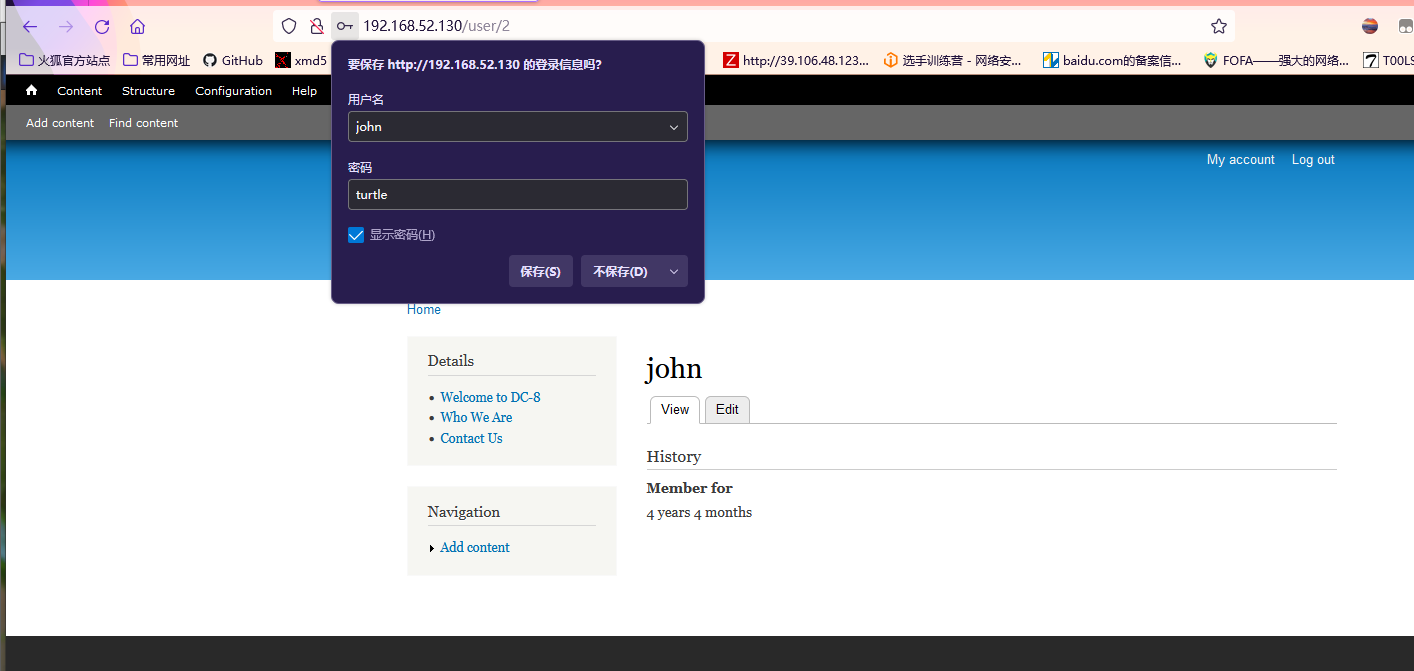 192.168.52.130/user/2
火狐官方站点 常用网址 GitHub xmd5 http://39.106.48.123... 选手训练营 - 网络安... baidu.com的备案信... FOFA——强大的网络... T00LS
要保存 http://192.168.52.130 的登录信息吗?
用户名
john
密码
turtle
显示密码(H)
保存(S) 不保存(D)
Content Structure Configuration Help
Add content Find content
My account Log out
Home
Details
Welcome to DC-8
Who We Are
Contact Us
Navigation
Add content
john
View Edit
History
Member for
4 years 4 months